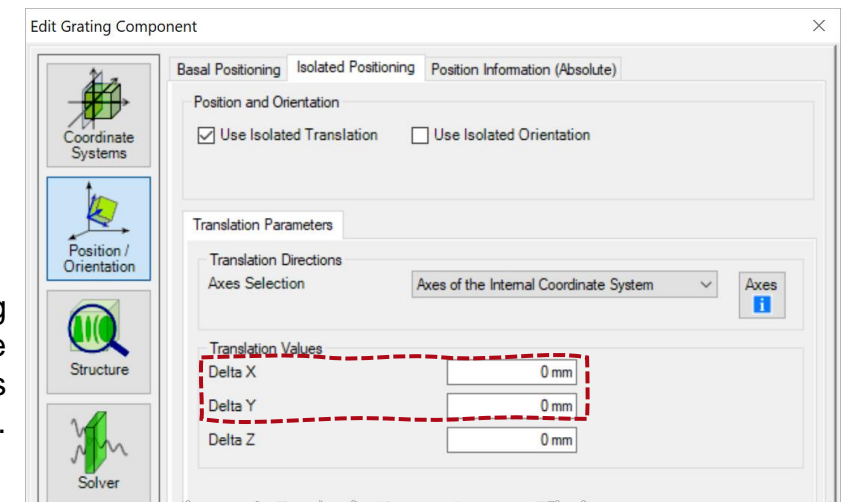 Edit Grating Component
Basal Positioning Isolated Positioning Position Information (Absolute)
Position and Orientation
Use Isolated Translation Use Isolated Orientation
Coordinate
Systems
Translation Parameters
Position /
Orientation
Translation Directions
Axes Selection Axes of the Internal Coordinate System Axes
Translation Values
Structure
Delta X 0 mm
Delta Y 0 mm
Delta Z 0 mm
Solver